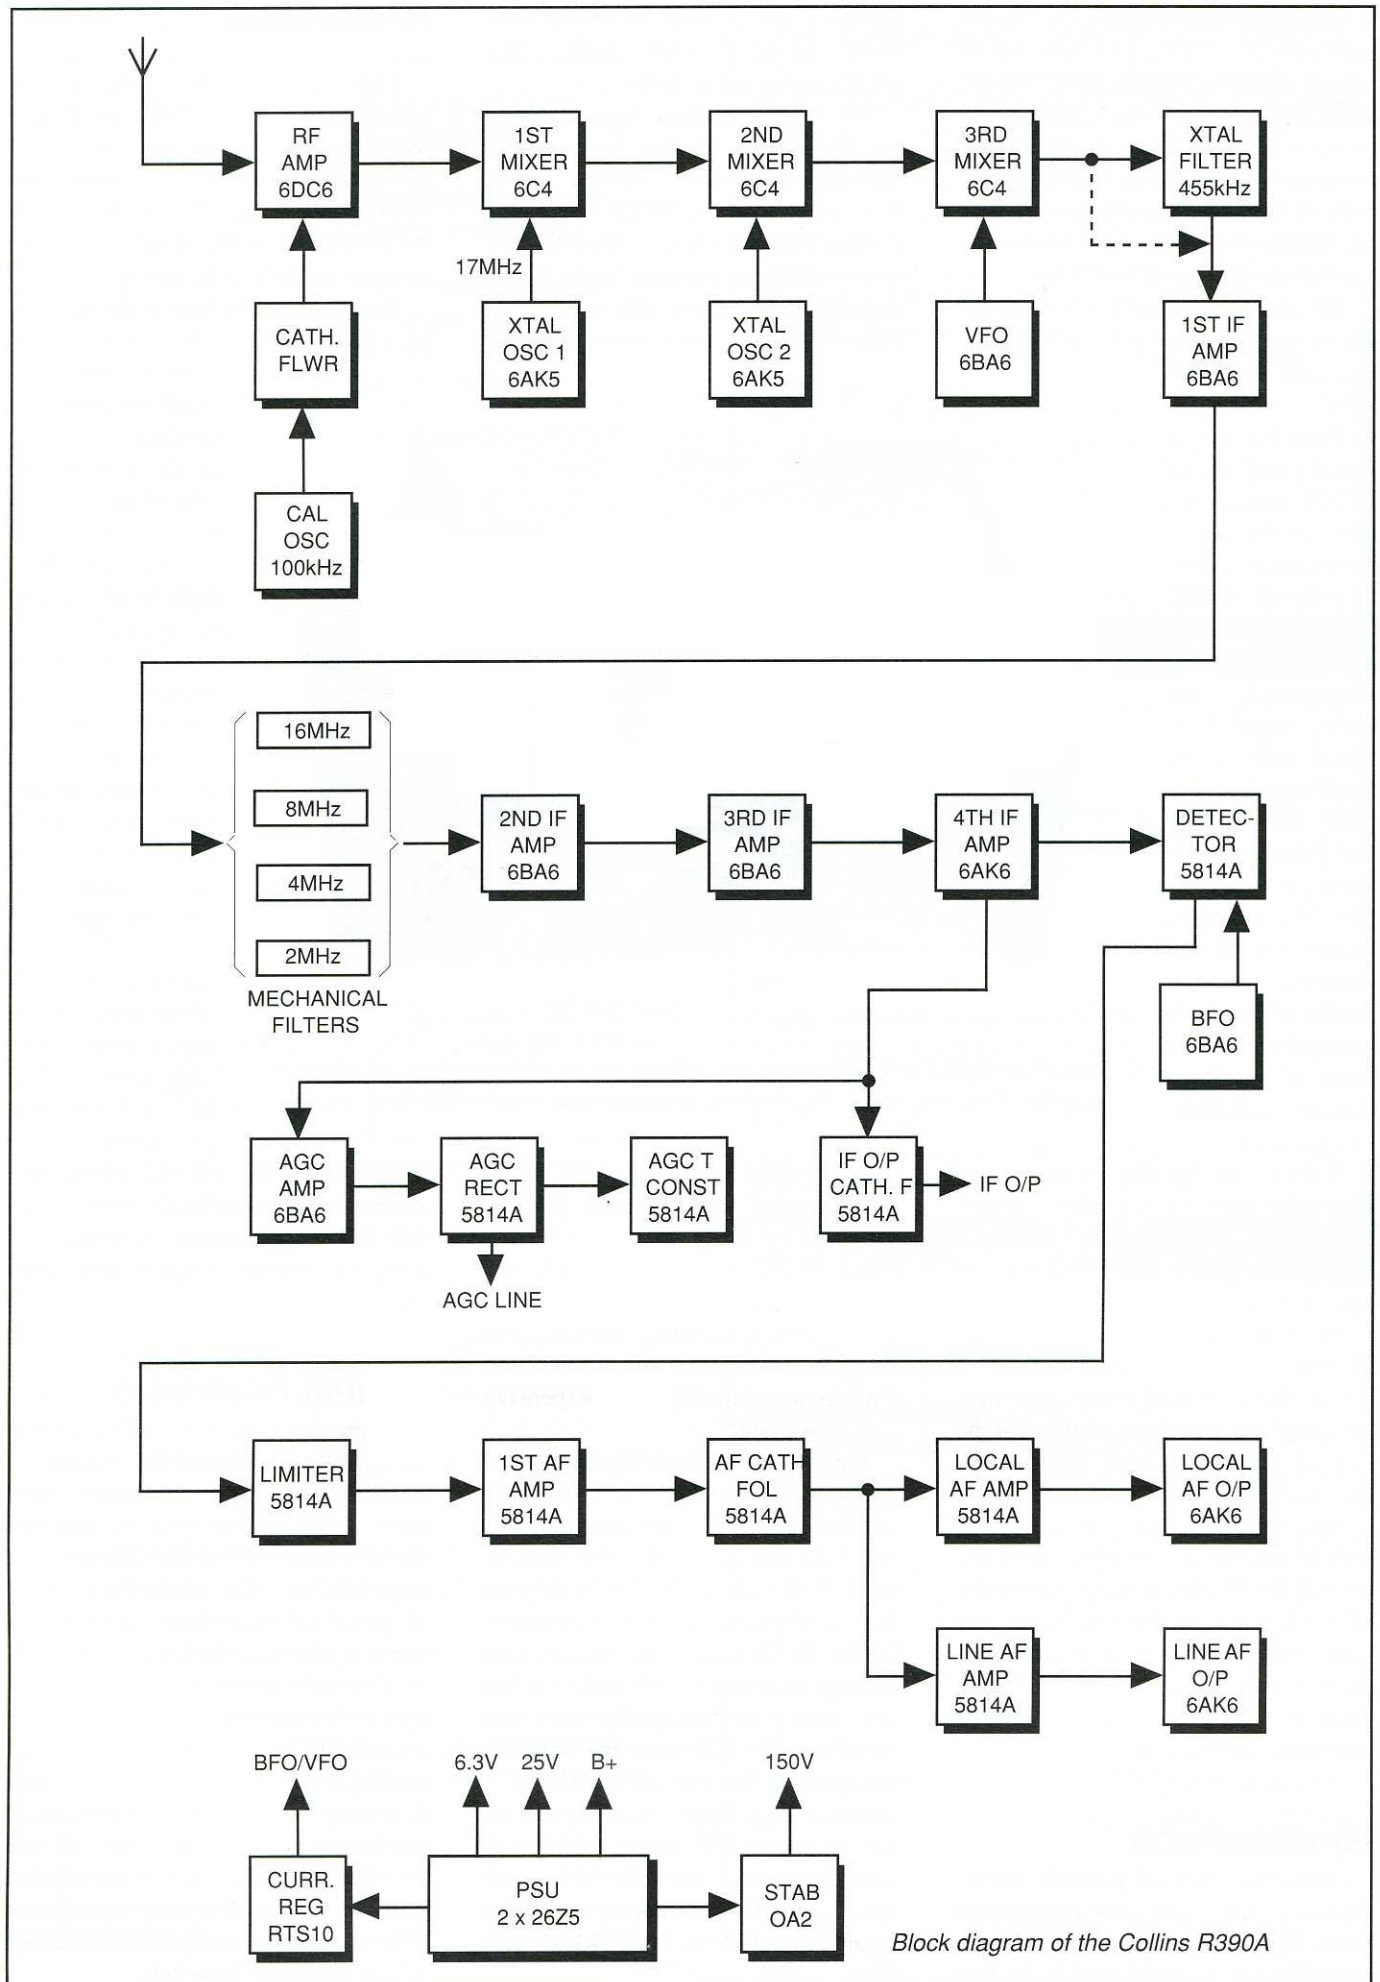 RF
AMP
6DC6
1ST
MIXER
6C4
2ND
MIXER
6C4
3RD
MIXER
6C4
XTAL
FILTER
455kHz
17MHz
CATH.
FLWR
XTAL
OSC 1
6AK5
XTAL
OSC 2
6AK5
VFO
6BA6
1ST IF
AMP
6BA6
CAL
OSC
100kHz
16MHz
8MHz
4MHz
2MHz
MECHANICAL
FILTERS
2ND IF
AMP
6BA6
3RD IF
AMP
6BA6
4TH IF
AMP
6AK6
DETEC-
TOR
5814A
BFO
6BA6
AGC
AMP
6BA6
AGC
RECT
5814A
AGC T
CONST
5814A
IF O/P
CATH. F
5814A
IF O/P
AGC LINE
LIMITER
5814A
1ST AF
AMP
5814A
AF CATH
FOL
5814A
LOCAL
AF AMP
5814A
LOCAL
AF O/P
6AK6
LINE AF
AMP
5814A
LINE AF
O/P
6AK6
BFO/VFO
6.3V
25V
B+
150V
CURR.
REG
RTS10
PSU
2 x 26Z5
STAB
OA2
Block diagram of the Collins R390A